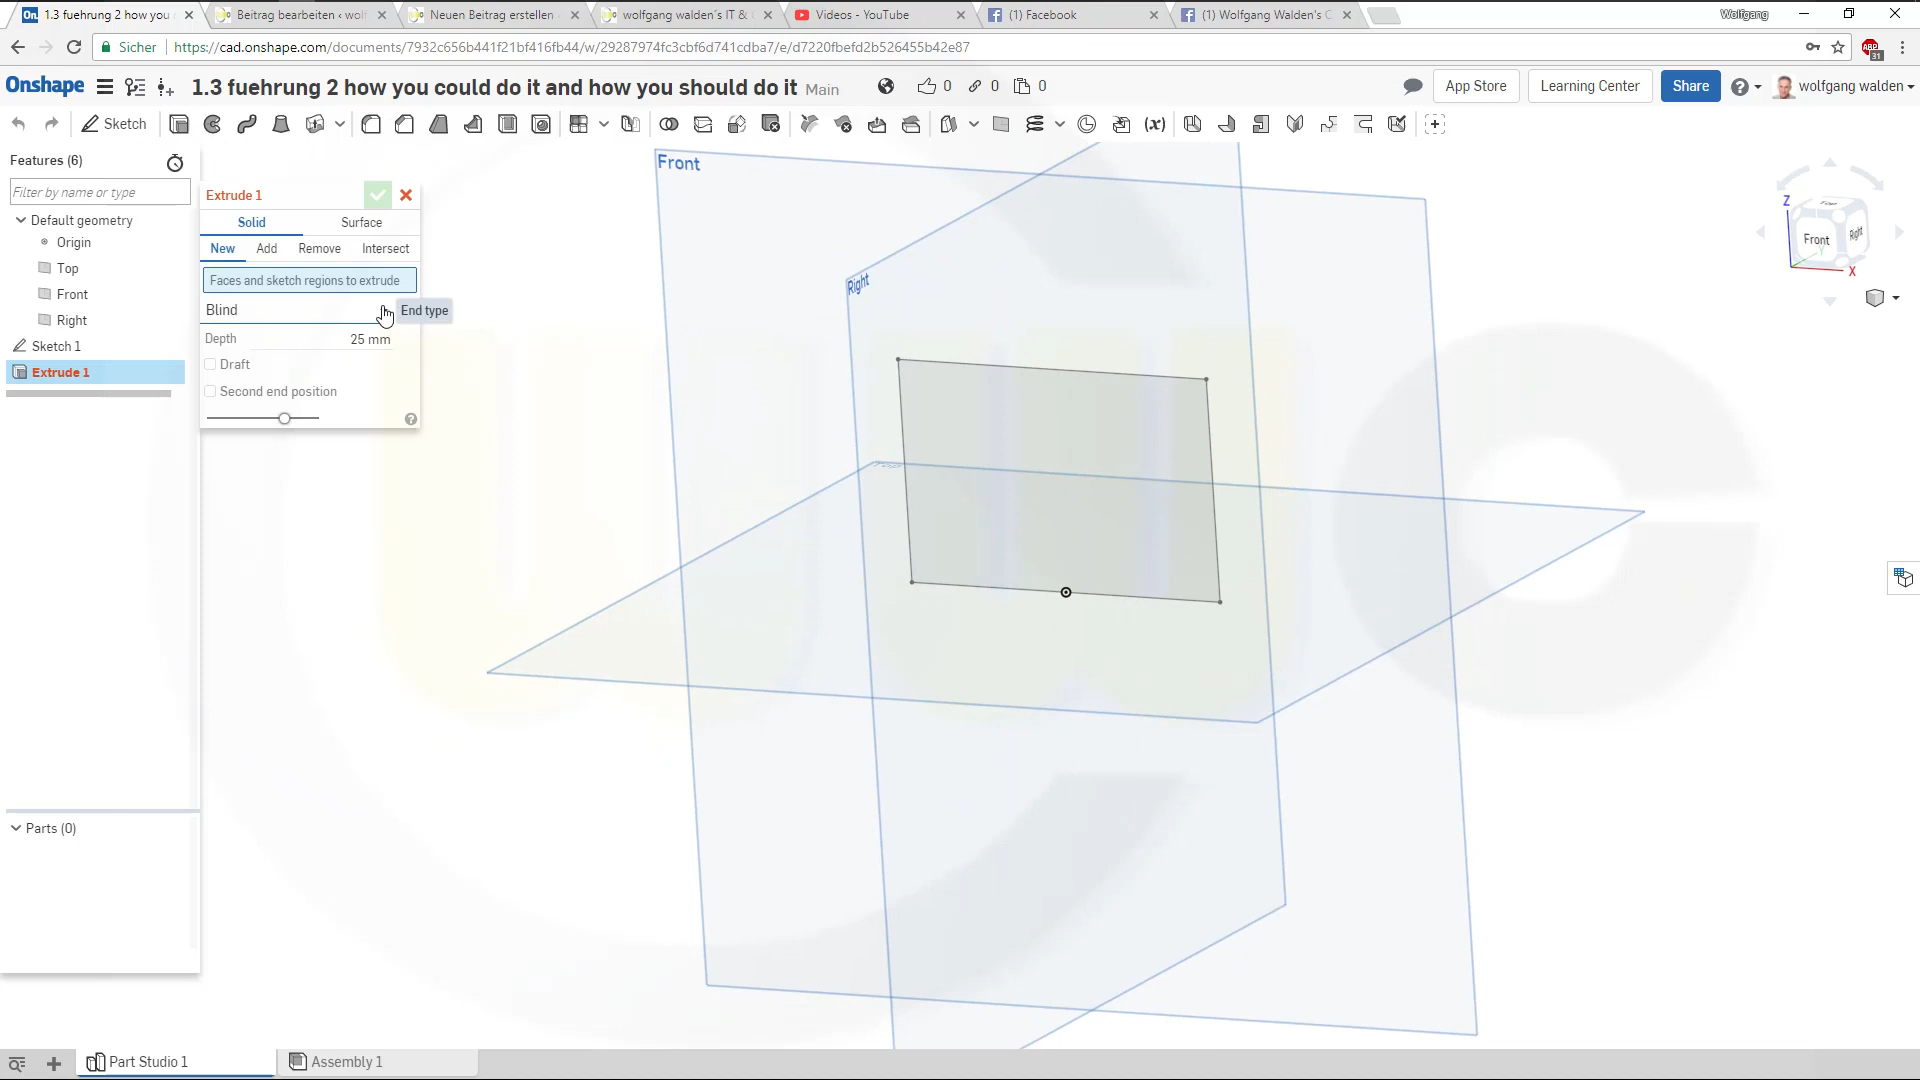 1.3 fuehrung 2 how you
Beitrag bearbeiten ‹ wolf
Neuen Beitrag erstellen
wolfgang walden´s IT &
Videos - YouTube
(1) Facebook
(1) Wolfgang Walden's C
Wolfgang
Sicher
https://cad.onshape.com/documents/7932c656b441f21bf416fb44/w/29287974fc3cbf6d741cdba7/e/d7220fbefd2b526455b42e87
ABP
31
Onshape
1.3 fuehrung 2 how you could do it and how you should do it Main
0
0
0
App Store
Learning Center
Share
wolfgang walden
Sketch
(x)
Features (6)
Filter by name or type
Default geometry
Origin
Top
Front
Right
Sketch 1
Extrude 1
Parts (0)
Extrude 1
Solid
Surface
New
Add
Remove
Intersect
Faces and sketch regions to extrude
Blind
End type
Depth
25 mm
Draft
Second end position
Front
Right
Top
Z
Top
Front
Right
Y
X
Part Studio 1
Assembly 1